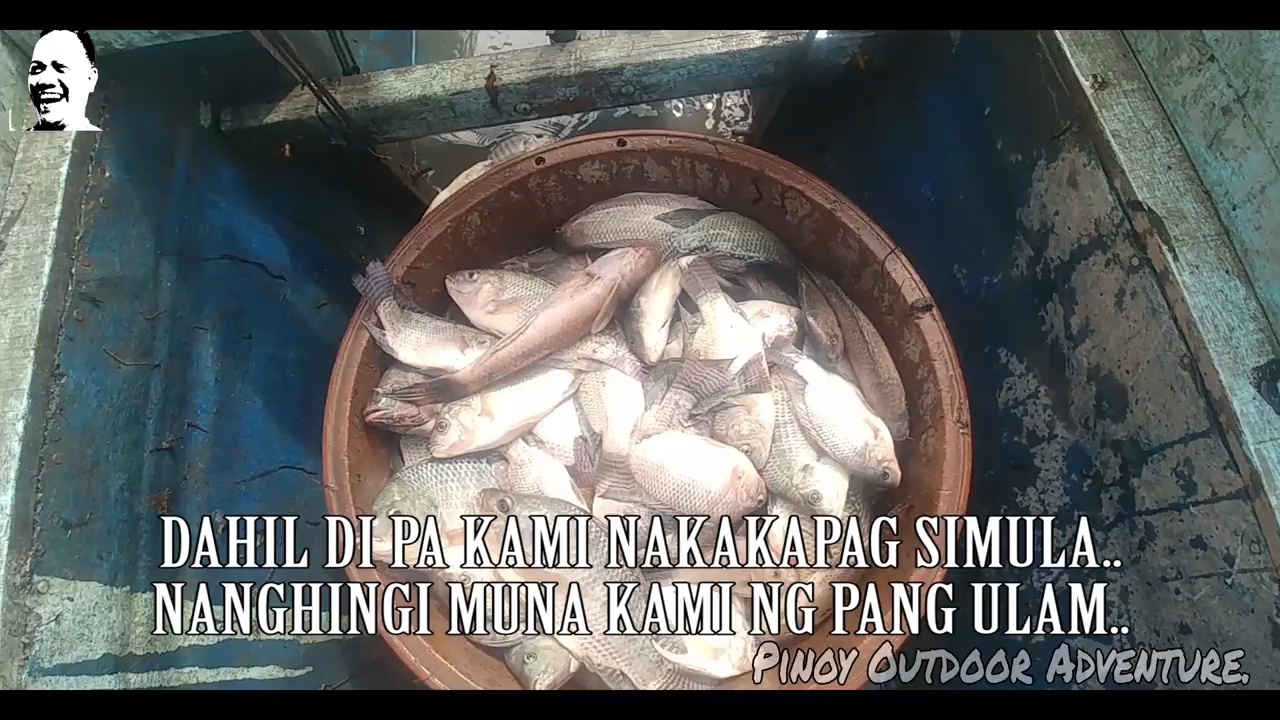 DAHIL DI PA KAMI NAKAKAPAG SIMULA..
NANGHINGI MUNA KAMI NG PANG ULAM..
PINOY OUTDOOR ADVENTURE.